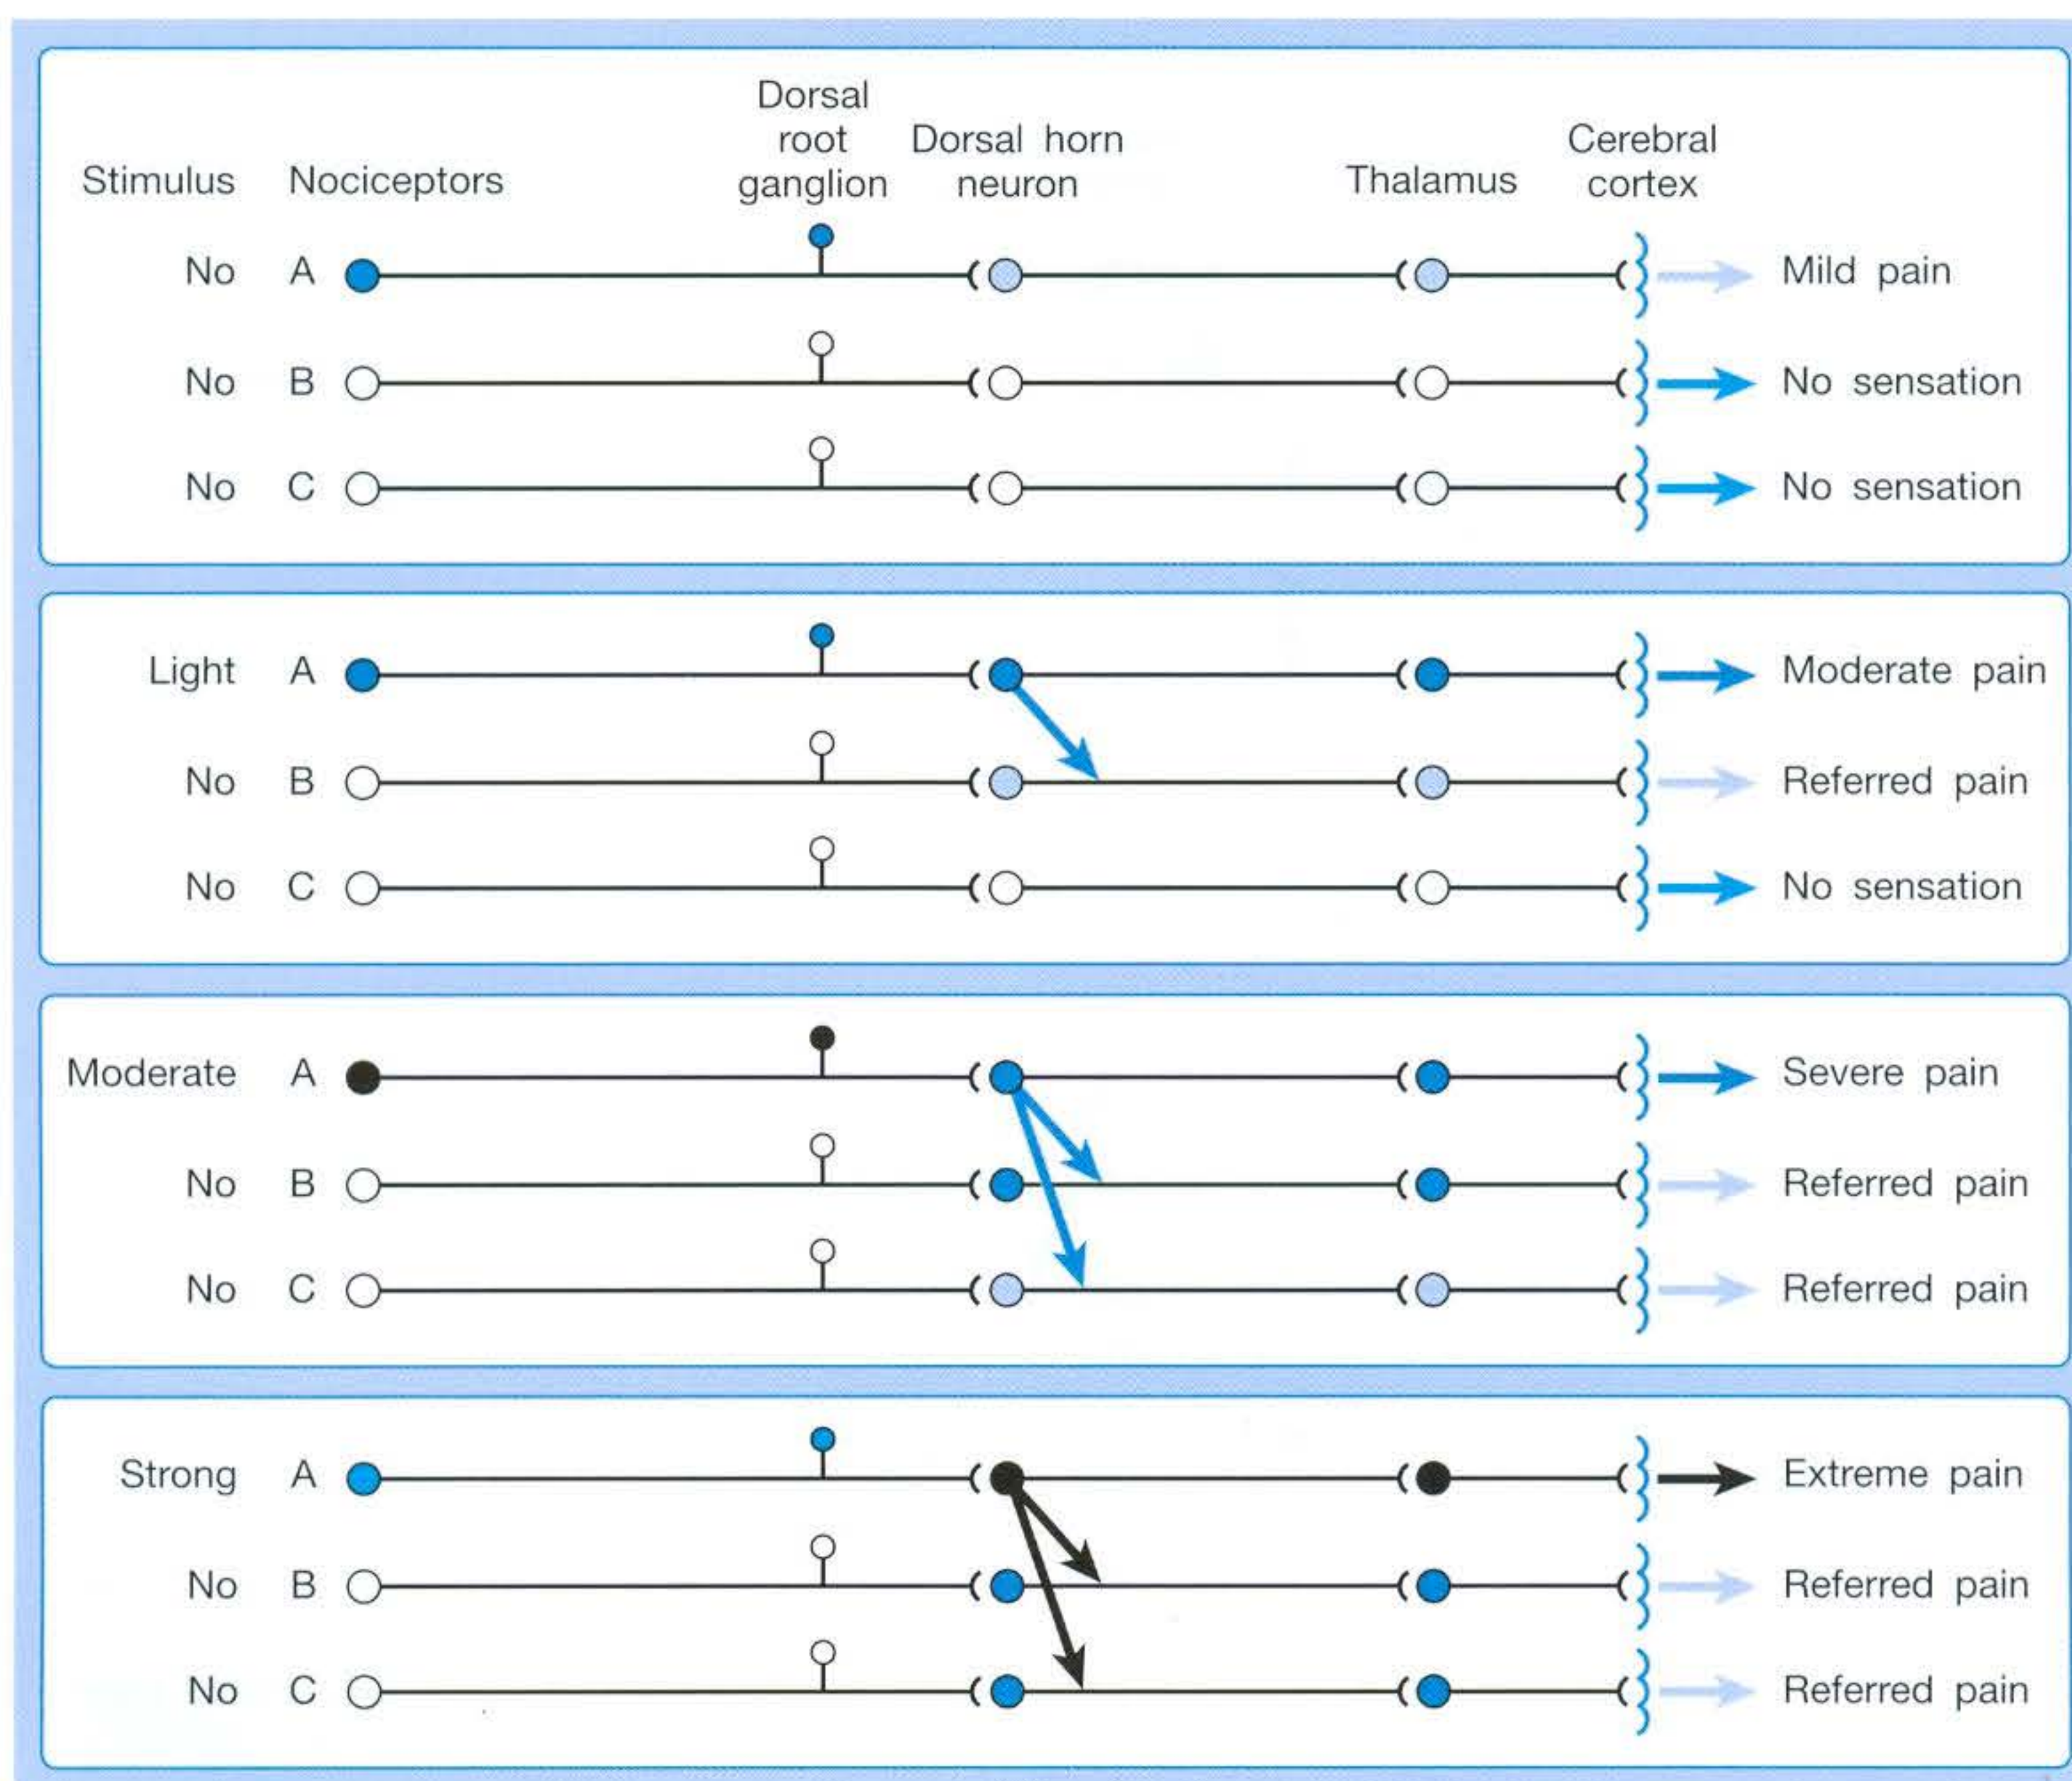 Dorsal
root
ganglion
Dorsal horn
neuron
Cerebral
cortex
Stimulus Nociceptors Thalamus
No A Mild pain
No B No sensation
No C No sensation
Light A Moderate pain
No B Referred pain
No C No sensation
Moderate A Severe pain
No B Referred pain
No C Referred pain
Strong A Extreme pain
No B Referred pain
No C Referred pain